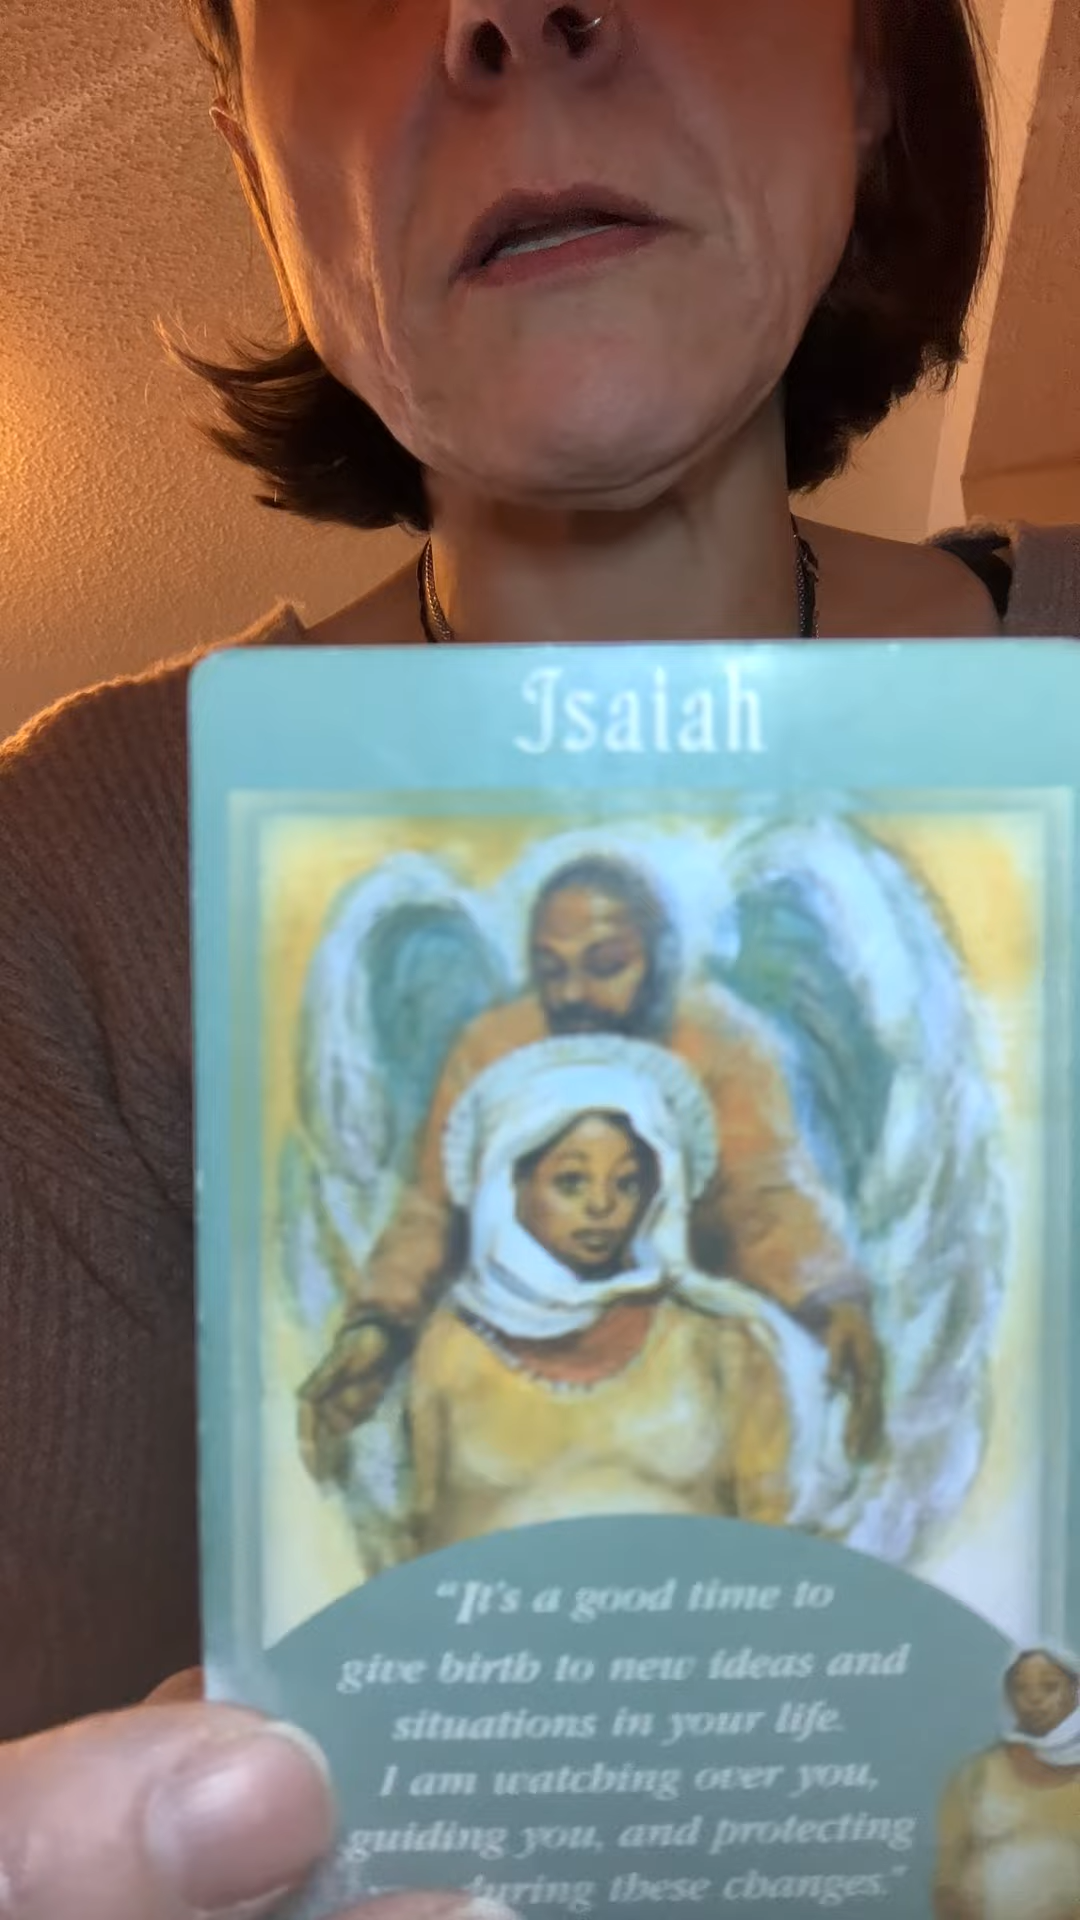 Isaiah
“It's a good time to
give birth to new ideas and
situations in your life.
I am watching over you,
guiding you, and protecting
during these changes.”